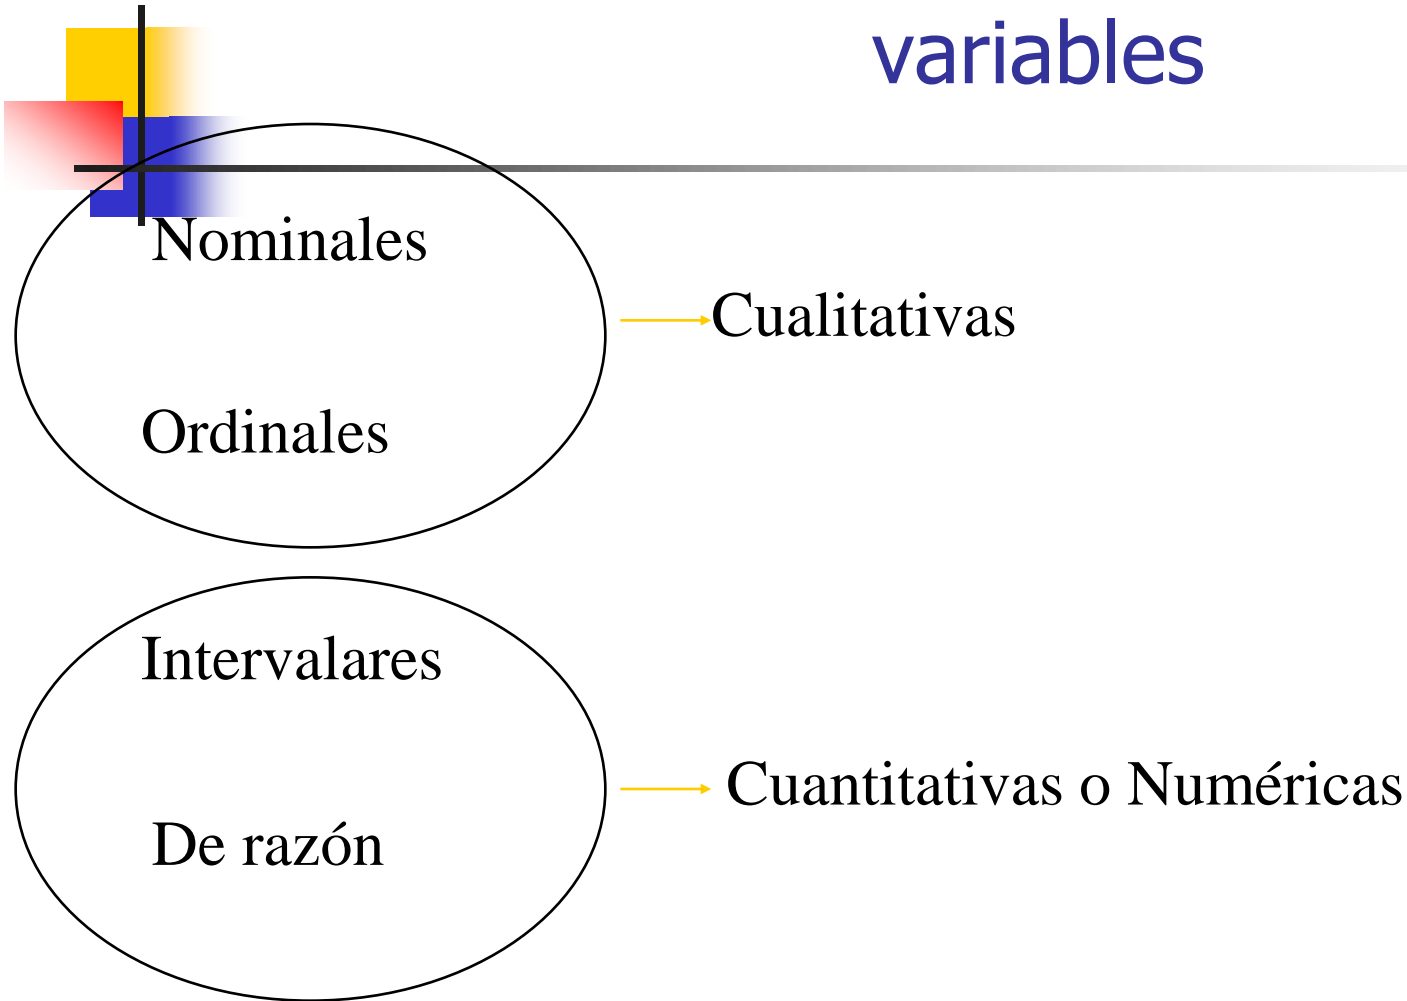 variables
Nominales
Cualitativas
Ordinales
Intervalares
Cuantitativas o Numéricas
De razón